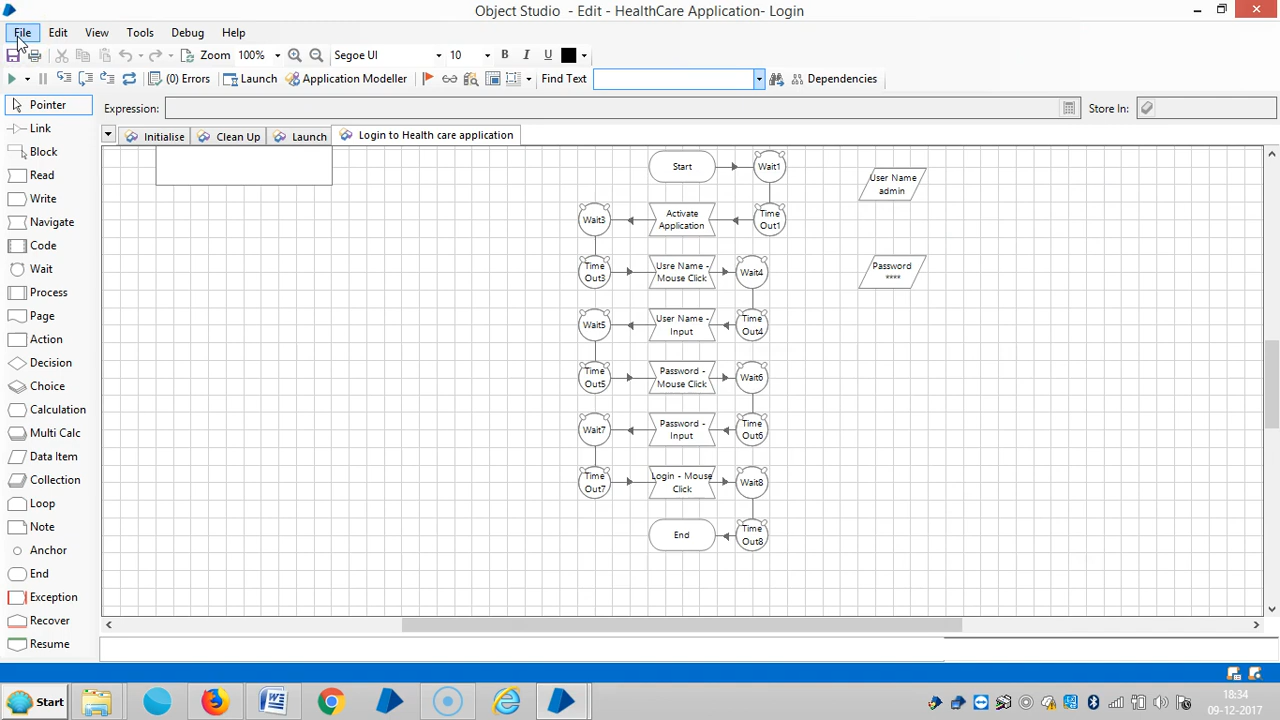 Object Studio - Edit - HealthCare Application- Login
File Edit View Tools Debug Help
Zoom 100% Segoe UI 10 B I U
(0) Errors Launch Application Modeller Find Text Dependencies
Pointer Expression: Store In:
Link
Initialise Clean Up Launch Login to Health care application
Block
Read
Write
Navigate
Code
Wait
Process
Page
Action
Decision
Choice
Calculation
Multi Calc
Data Item
Collection
Loop
Note
Anchor
End
Exception
Recover
Resume
Start Wait1
User Name
admin
Wait3 Activate
Application Time
Out1
Password
****
Time
Out3 Usre Name -
Mouse Click Wait4
Wait5 User Name -
Input Time
Out4
Time
Out5 Password -
Mouse Click Wait6
Wait7 Password -
Input Time
Out6
Time
Out7 Login - Mouse
Click Wait8
End Time
Out8
Start
18:34
09-12-2017